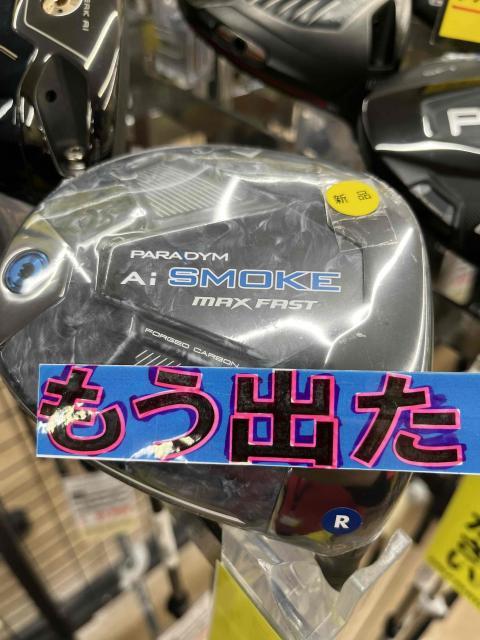 新品
PARADYM
Ai SMOKE
MAX FAST
FORGED CARBON
もう出た
R
P